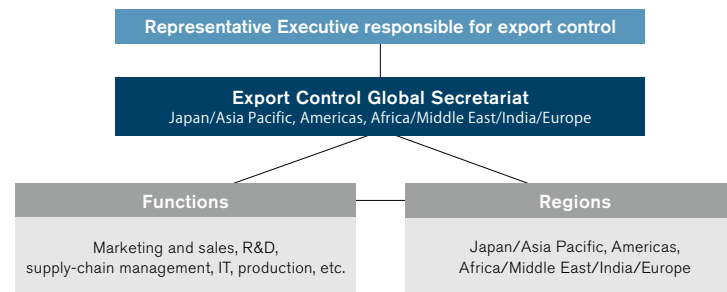 Representative Executive responsible for export control
Export Control Global Secretariat
Japan/Asia Pacific, Americas, Africa/Middle East/India/Europe
Functions
Marketing and sales, R&D,
supply-chain management, IT, production, etc.
Regions
Japan/Asia Pacific, Americas,
Africa/Middle East/India/Europe